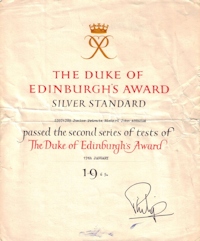 THE DUKE OF
EDINBURGH'S AWARD
SILVER STANDARD
passed the second series of tests of
The Duke of Edinburgh's Award
19
Philip